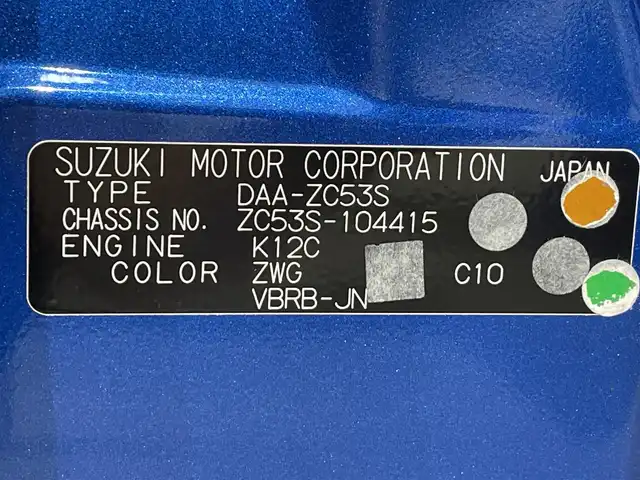 SUZUKI MOTOR CORPORATION JAPAN
TYPE DAA-ZC53S
CHASSIS NO. ZC53S-104415
ENGINE K12C
COLOR ZWG C10
VBRB-JN